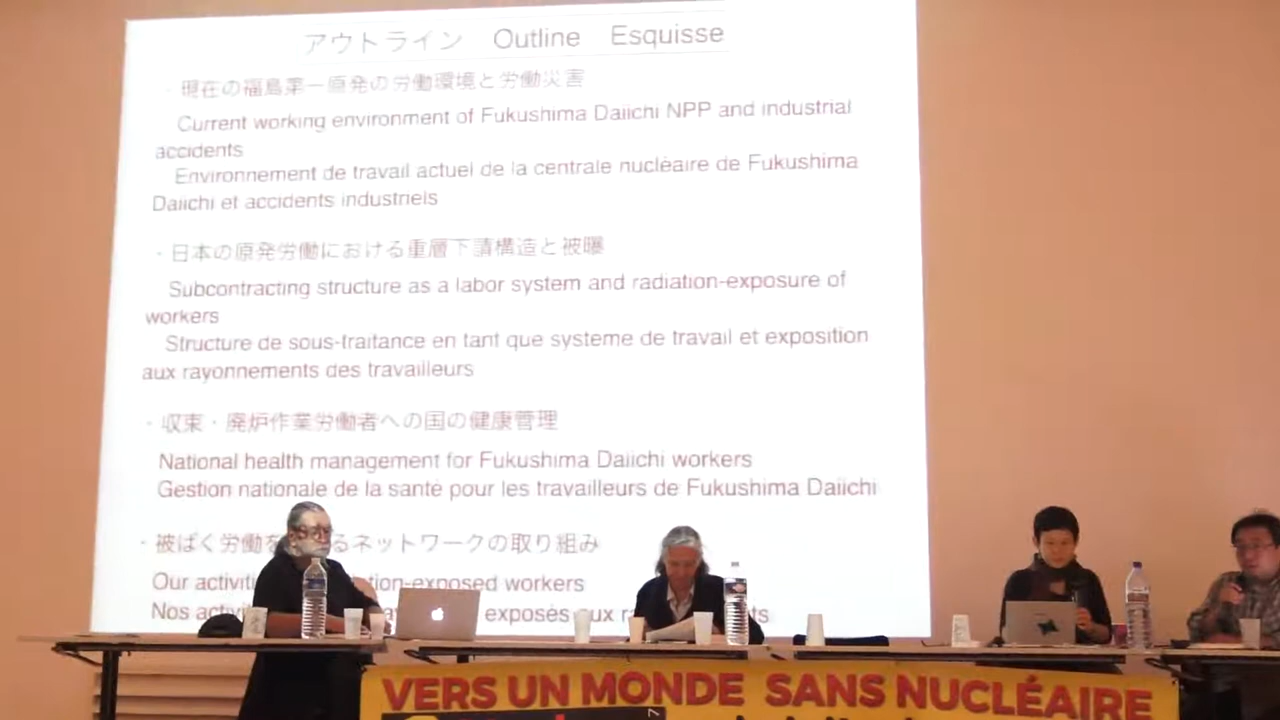 アウトライン Outline Esquisse
・現在の福島第一原発の労働環境と労働災害
Current working environment of Fukushima Daiichi NPP and industrial
accidents
Environnement de travail actuel de la centrale nucléaire de Fukushima
Daiichi et accidents industriels
・日本の原発労働における重層下請構造と被曝
Subcontracting structure as a labor system and radiation-exposure of
workers
Structure de sous-traitance en tant que systeme de travail et exposition
aux rayonnements des travailleurs
・収束・廃炉作業労働者への国の健康管理
National health management for Fukushima Daiichi workers
Gestion nationale de la santé pour les travailleurs de Fukushima Daiichi
・被ばく労働を るネットワークの取り組み
Our tion-exposed workers
Nos exposés aux
VERS UN MONDE SANS NUCLÉAIRE